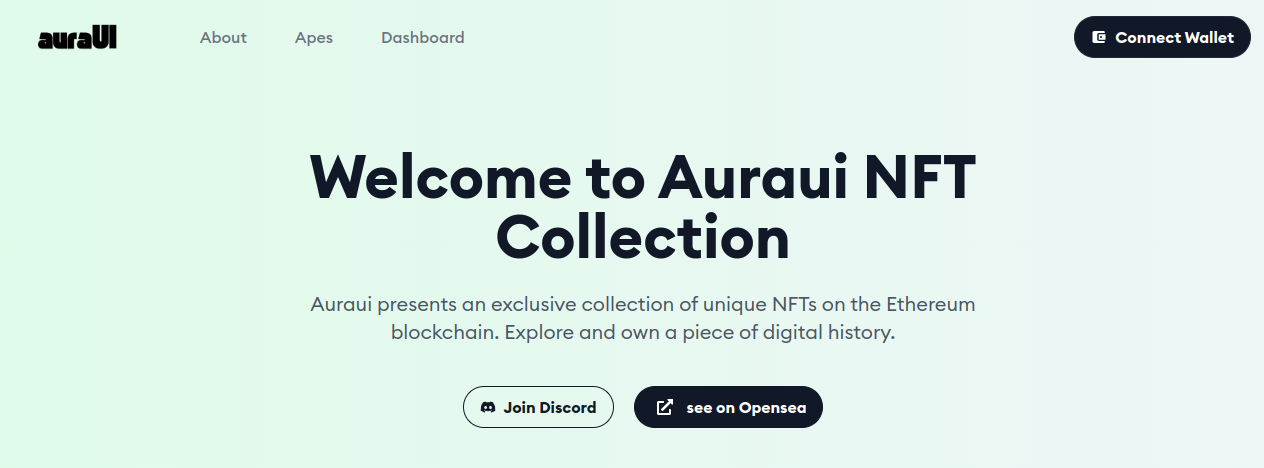 auraUI
About
Apes
Dashboard
Connect Wallet
Welcome to Auraui NFT
Collection
Auraui presents an exclusive collection of unique NFTs on the Ethereum
blockchain. Explore and own a piece of digital history.
Join Discord
see on Opensea